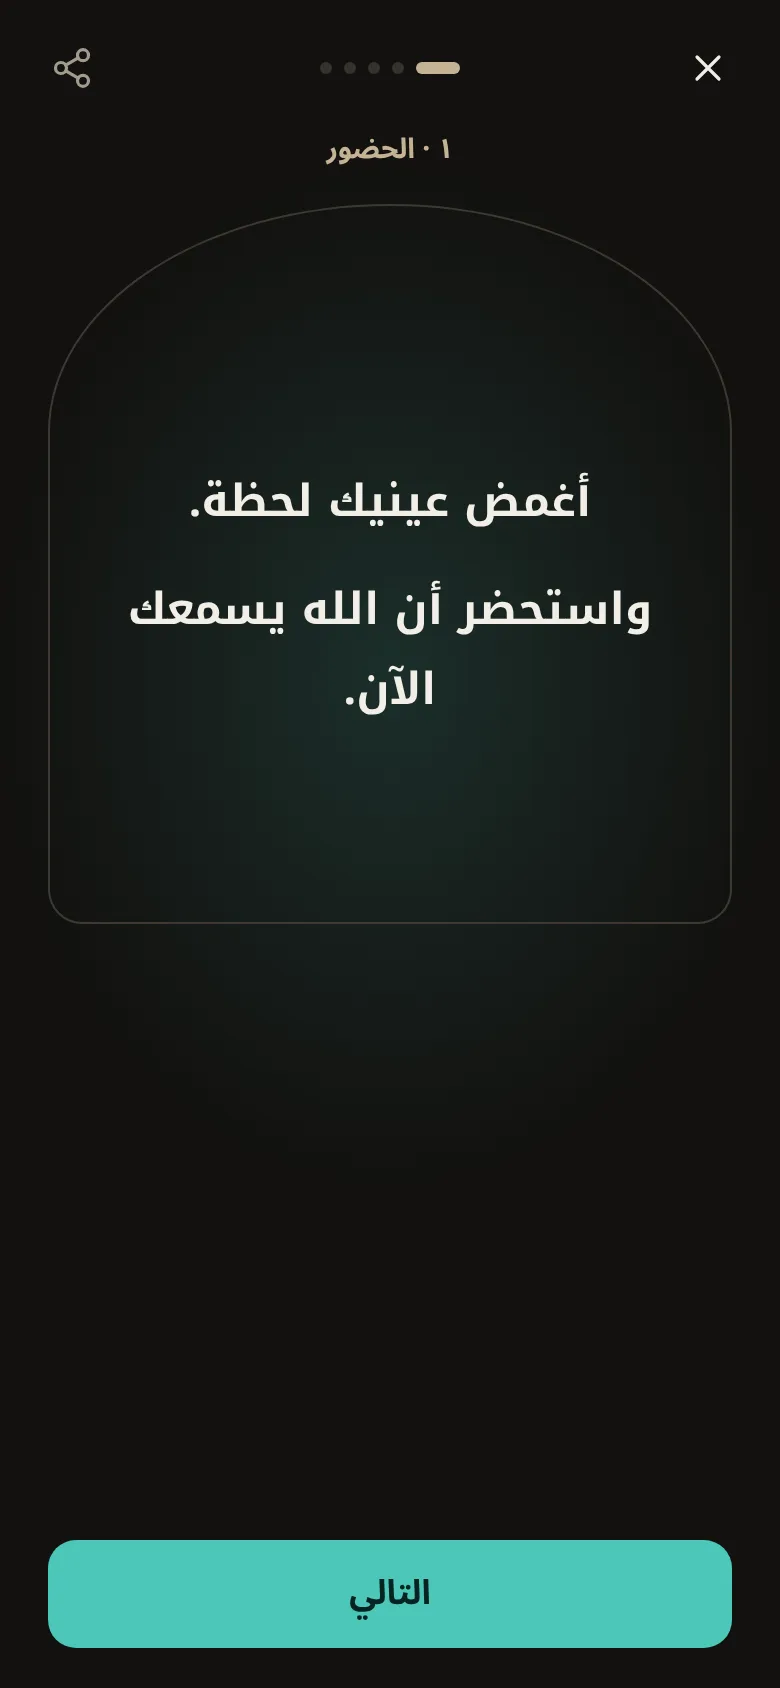 ١ · الحضور
أغمض عينيك لحظة.
واستحضر أن الله يسمعك
الآن.
التالي